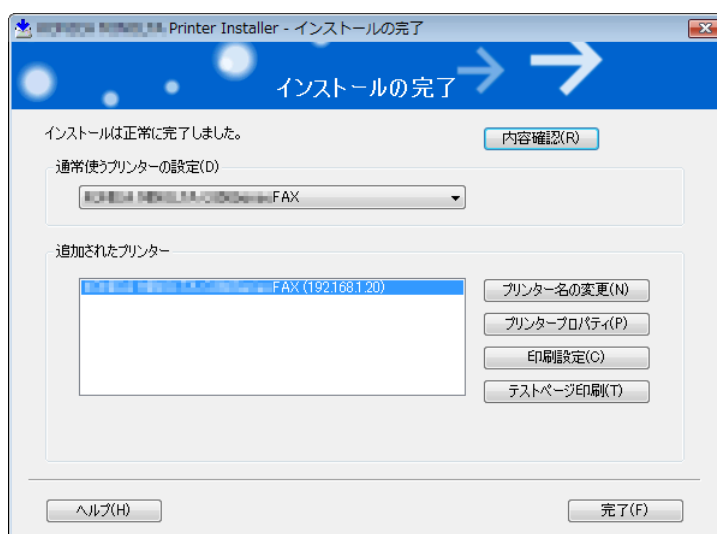 Printer Installer - インストールの完了
インストールの完了
インストールは正常に完了しました。
内容確認(R)
通常使うプリンターの設定(D)
FAX
追加されたプリンター
FAX (192.168.1.20)
プリンター名の変更(N)
プリンタープロパティ(P)
印刷設定(C)
テストページ印刷(T)
ヘルプ(H)
完了(F)